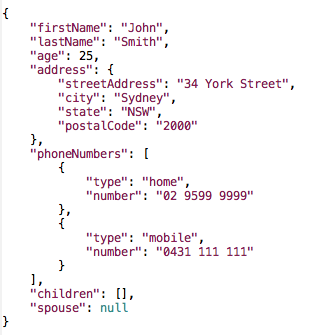 {
    "firstName": "John",
    "lastName": "Smith",
    "age": 25,
    "address": {
        "streetAddress": "34 York Street",
        "city": "Sydney",
        "state": "NSW",
        "postalCode": "2000"
    },
    "phoneNumbers": [
        {
            "type": "home",
            "number": "02 9599 9999"
        },
        {
            "type": "mobile",
            "number": "0431 111 111"
        }
    ],
    "children": [],
    "spouse": null
}